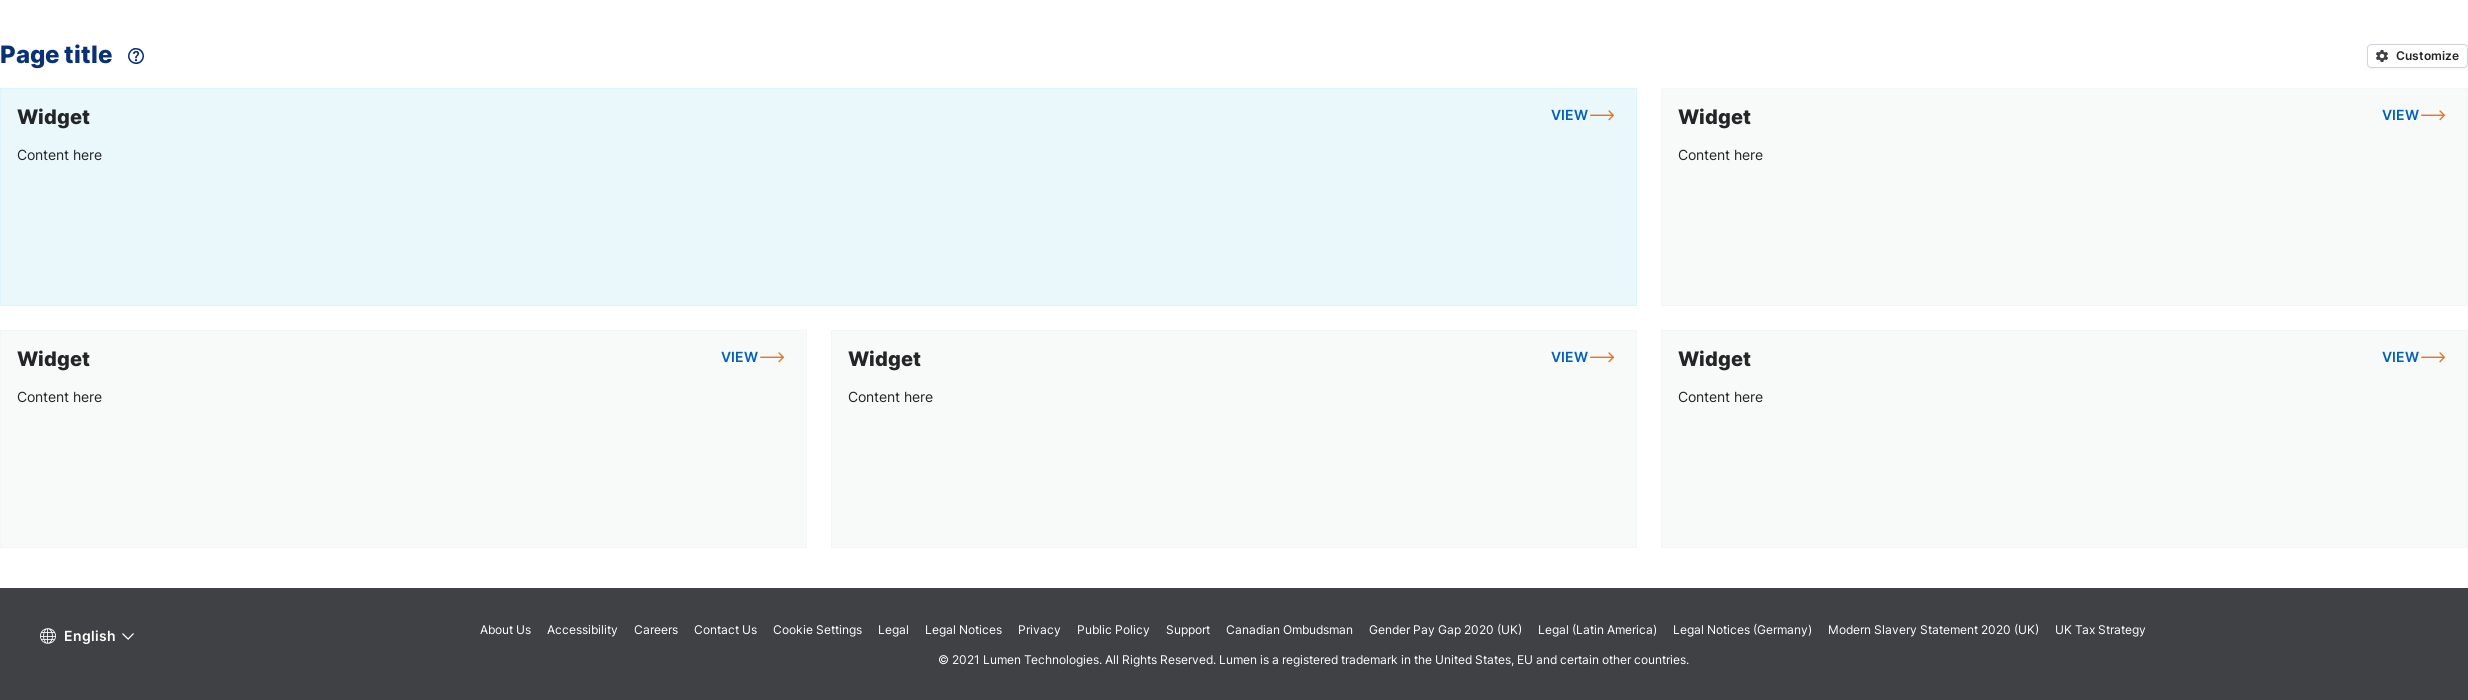 Page title
Customize
Widget VIEW
Content here
Widget VIEW
Content here
Widget VIEW
Content here
Widget VIEW
Content here
Widget VIEW
Content here
English
About Us Accessibility Careers Contact Us Cookie Settings Legal Legal Notices Privacy Public Policy Support Canadian Ombudsman Gender Pay Gap 2020 (UK) Legal (Latin America) Legal Notices (Germany) Modern Slavery Statement 2020 (UK) UK Tax Strategy
© 2021 Lumen Technologies. All Rights Reserved. Lumen is a registered trademark in the United States, EU and certain other countries.